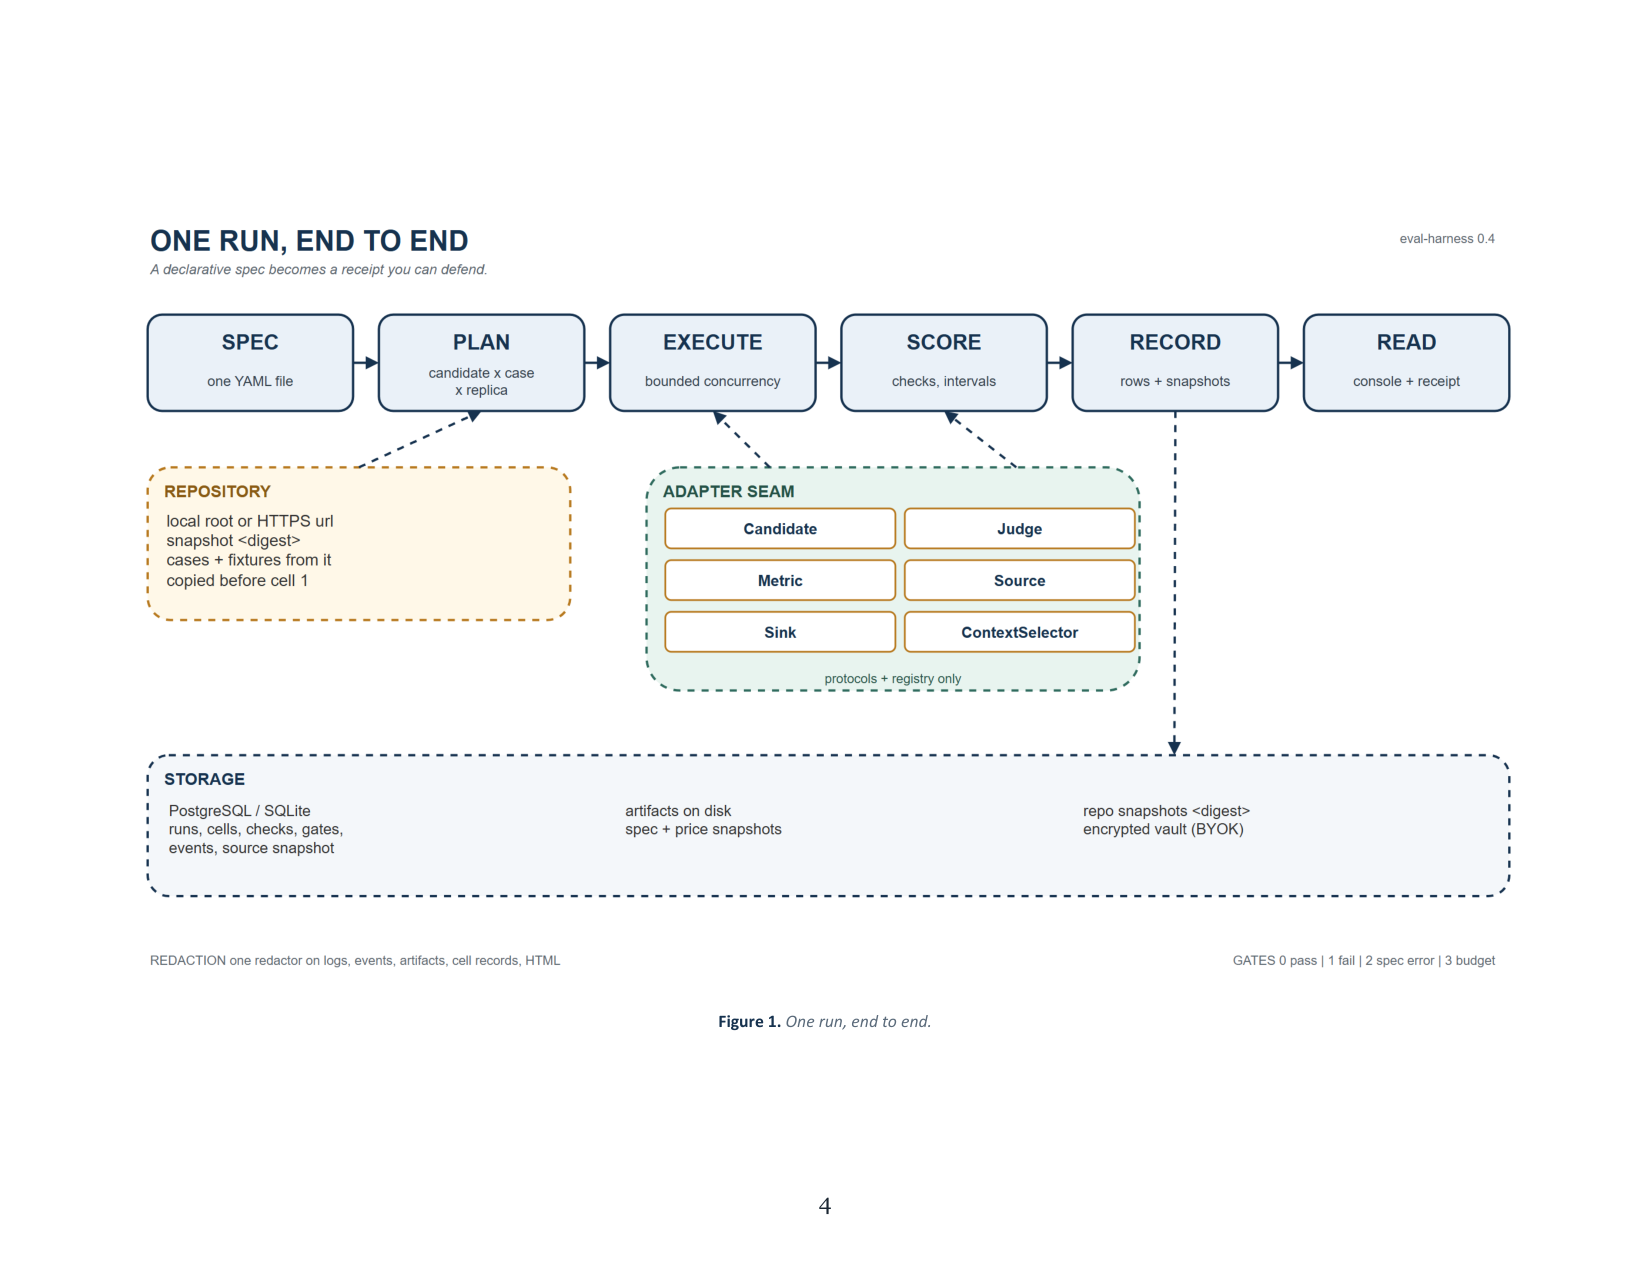 ONE RUN, END TO END
eval-harness 0.4
A declarative spec becomes a receipt you can defend.
SPEC
one YAML file
PLAN
candidate x case
x replica
EXECUTE
bounded concurrency
SCORE
checks, intervals
RECORD
rows + snapshots
READ
console + receipt
REPOSITORY
local root or HTTPS url
snapshot <digest>
cases + fixtures from it
copied before cell 1
ADAPTER SEAM
Candidate
Judge
Metric
Source
Sink
ContextSelector
protocols + registry only
STORAGE
PostgreSQL / SQLite
runs, cells, checks, gates,
events, source snapshot
artifacts on disk
spec + price snapshots
repo snapshots <digest>
encrypted vault (BYOK)
REDACTION one redactor on logs, events, artifacts, cell records, HTML
GATES 0 pass | 1 fail | 2 spec error | 3 budget
Figure 1. One run, end to end.
4